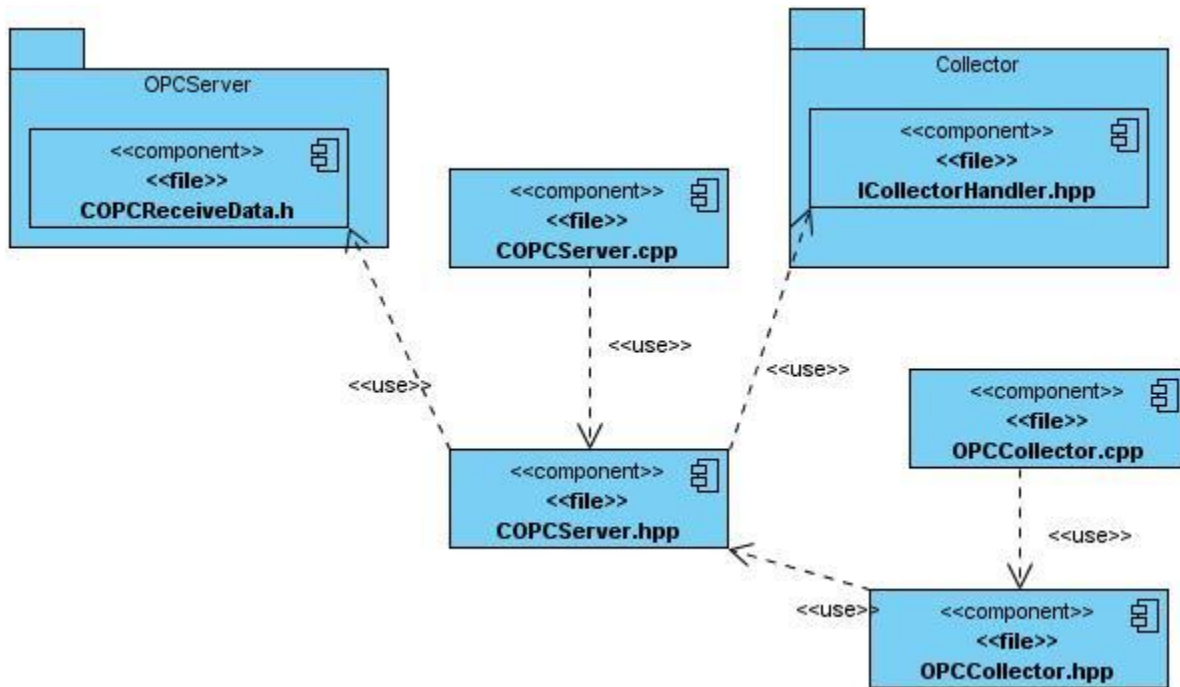 OPCServer
<<component>>
<<file>>
COPCReceiveData.h
Collector
<<component>>
<<file>>
ICollectorHandler.hpp
<<component>>
<<file>>
COPCServer.cpp
<<use>>
<<use>>
<<use>>
<<component>>
<<file>>
OPCCollector.cpp
<<component>>
<<file>>
COPCServer.hpp
<<use>>
<<use>>
<<component>>
<<file>>
OPCCollector.hpp